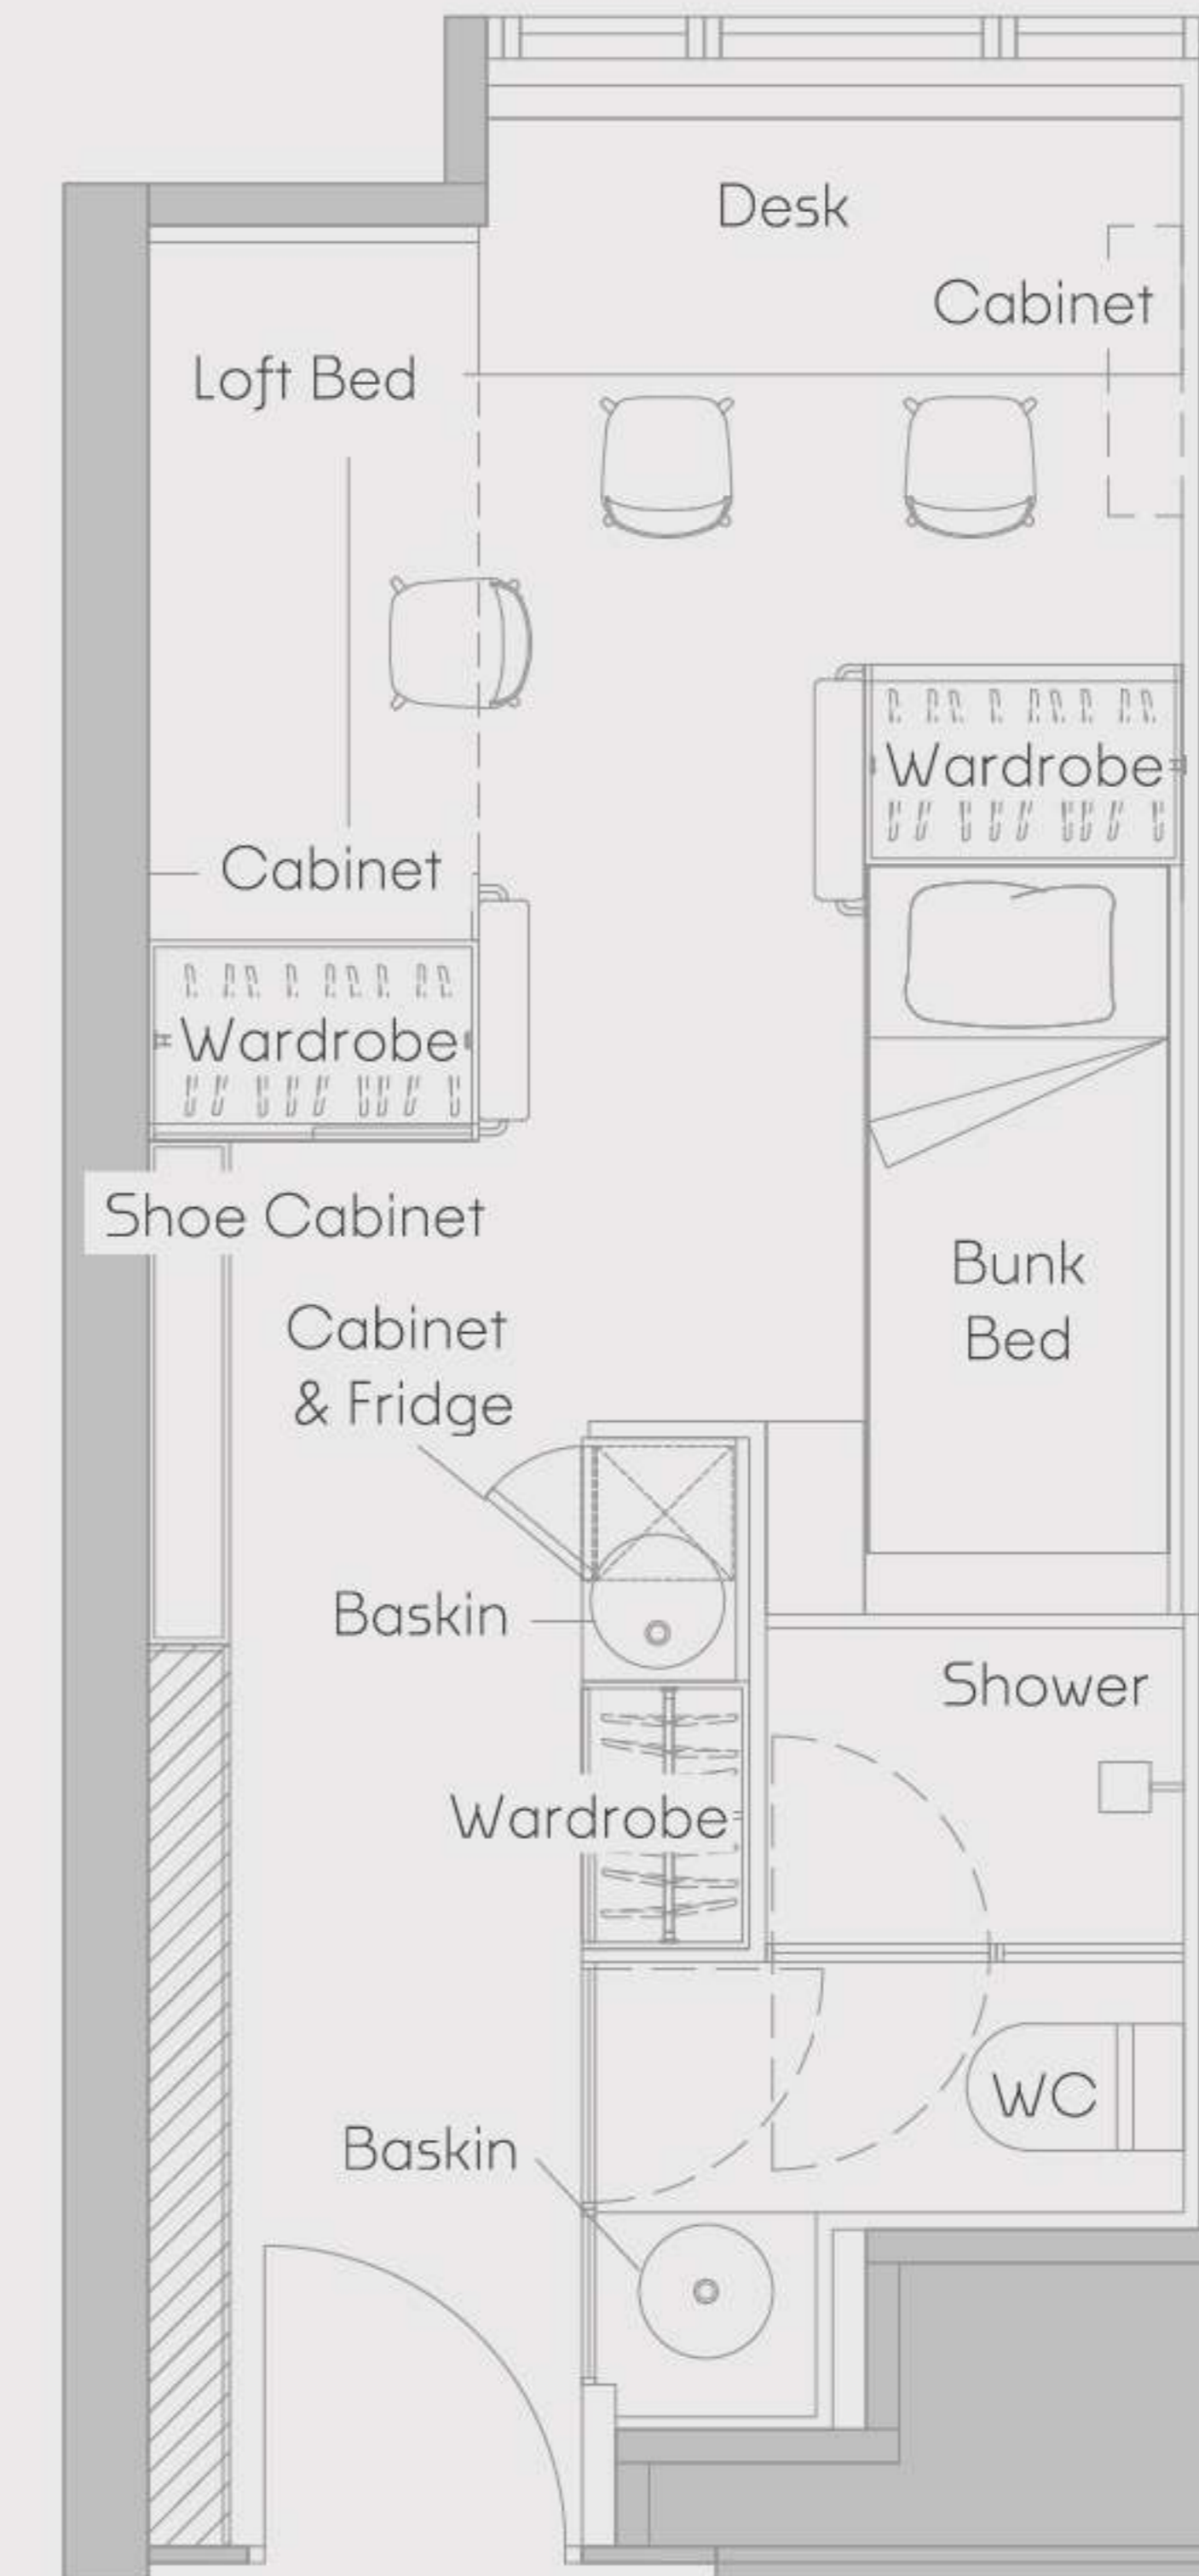 Desk
Cabinet
Loft Bed
Wardrobe
Cabinet
Wardrobe
Shoe Cabinet
Bunk
Bed
Cabinet
& Fridge
Baskin
Shower
Wardrobe
WC
Baskin